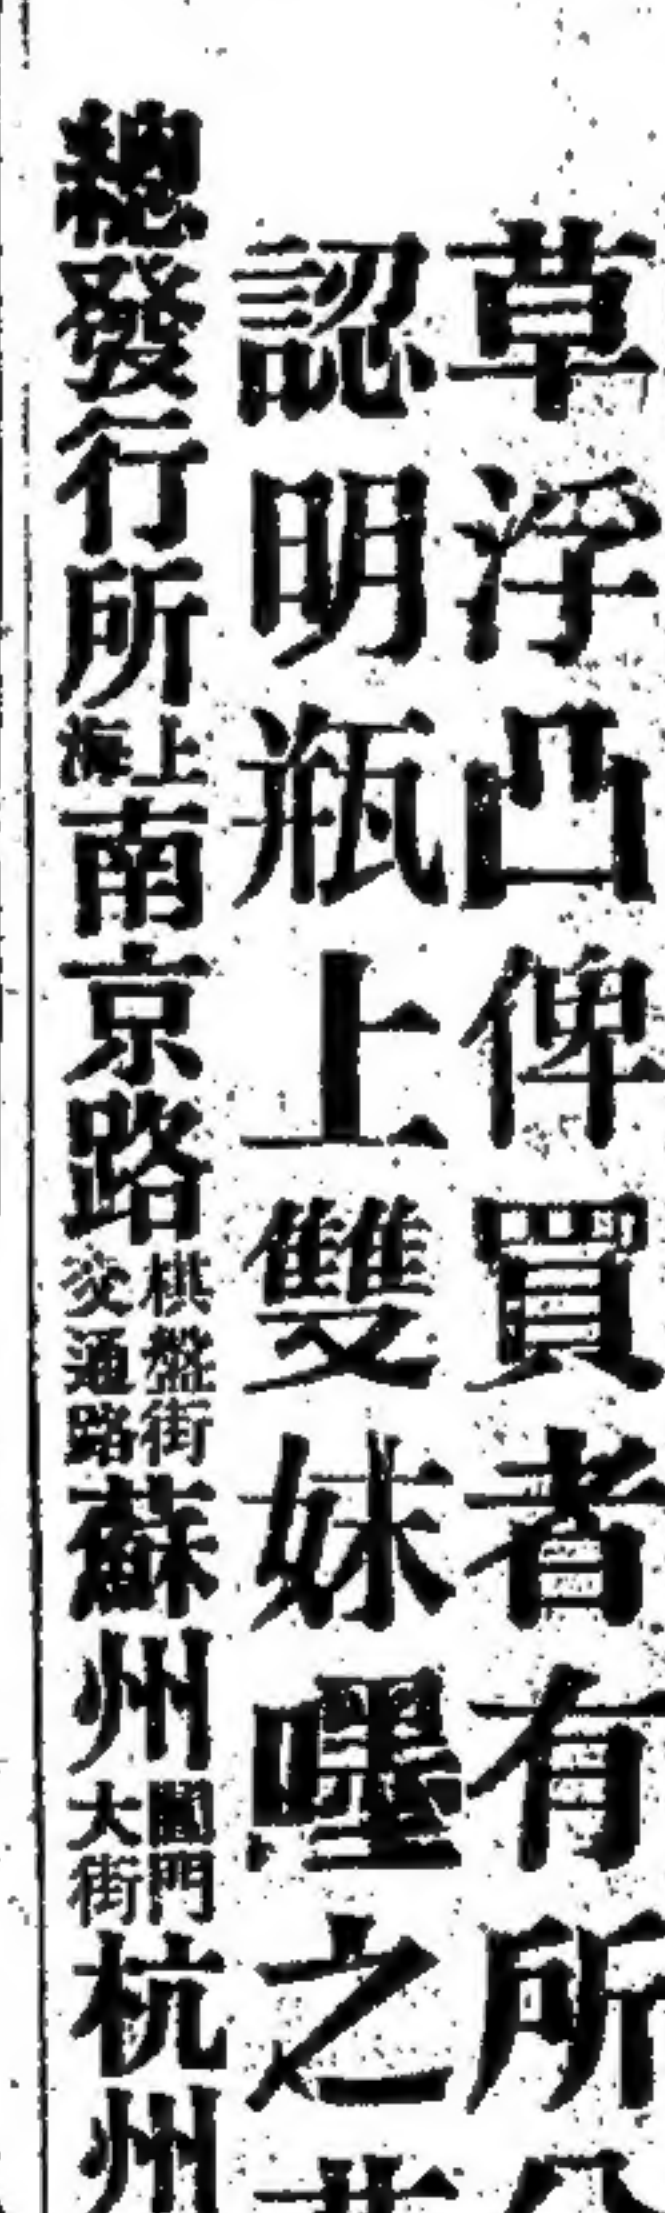 草浮凸俾買者有所分
認明瓶上雙妹嚜之
總發行所上海南京路棋盤街交通路蘇州閶門大街杭州